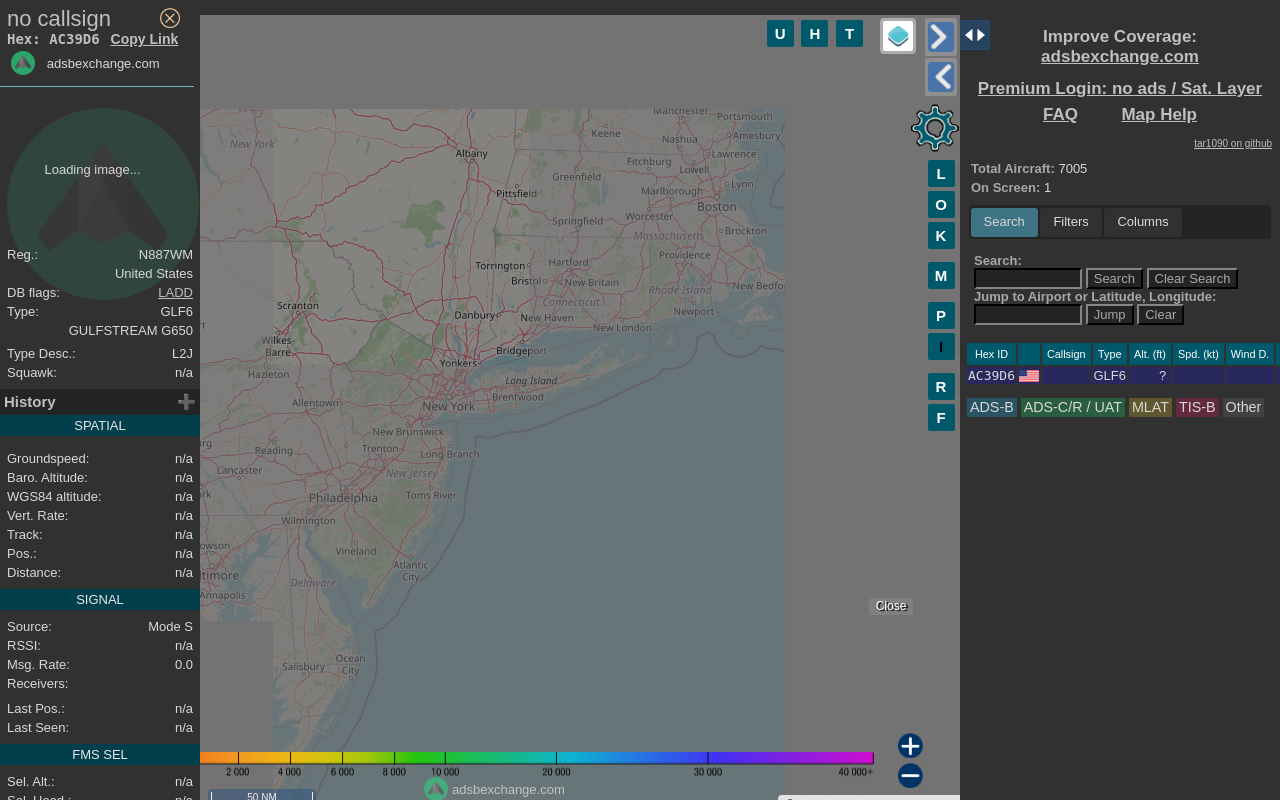 no callsign
Hex: AC39D6 Copy Link
adsbexchange.com
Loading image...
Reg.: N887WM
United States
DB flags: LADD
Type: GLF6
GULFSTREAM G650
Type Desc.: L2J
Squawk: n/a
History
SPATIAL
Groundspeed: n/a
Baro. Altitude: n/a
WGS84 altitude: n/a
Vert. Rate: n/a
Track: n/a
Pos.: n/a
Distance: n/a
SIGNAL
Source: Mode S
RSSI: n/a
Msg. Rate: 0.0
Receivers:
Last Pos.: n/a
Last Seen: n/a
FMS SEL
Sel. Alt.: n/a
U H T
L
O
K
M
P
I
R
F
Manchester
Portsmouth
Keene
Nashua
Amesbury
New York
Albany
Fitchburg
Lawrence
Greenfield
Lowell
Pittsfield
Marlborough
Lynn
Springfield
Worcester
Boston
Massachusetts
Brockton
Torrington
Hartford
Providence
Bristol
New Britain
New Bedfo
Connecticut
Rhode Island
Scranton
Danbury
New Haven
New London
Newport
Wilkes-
Barre
Bridgeport
Hazleton
Yonkers
Long Island
Allentown
New York
Brentwood
New Brunswick
Reading
Trenton
Long Branch
Lancaster
New Jersey
Philadelphia
Toms River
Wilmington
Vineland
Atlantic
City
Delaware
Annapolis
Ocean
City
Salisbury
Close
2 000 4 000 6 000 8 000 10 000 20 000 30 000 40 000+
adsbexchange.com
50 NM
Improve Coverage:
adsbexchange.com
Premium Login: no ads / Sat. Layer
FAQ Map Help
tar1090 on github
Total Aircraft: 7005
On Screen: 1
Search Filters Columns
Search:
Search Clear Search
Jump to Airport or Latitude, Longitude:
Jump Clear
Hex ID Callsign Type Alt. (ft) Spd. (kt) Wind D.
AC39D6 GLF6 ?
ADS-B ADS-C/R / UAT MLAT TIS-B Other